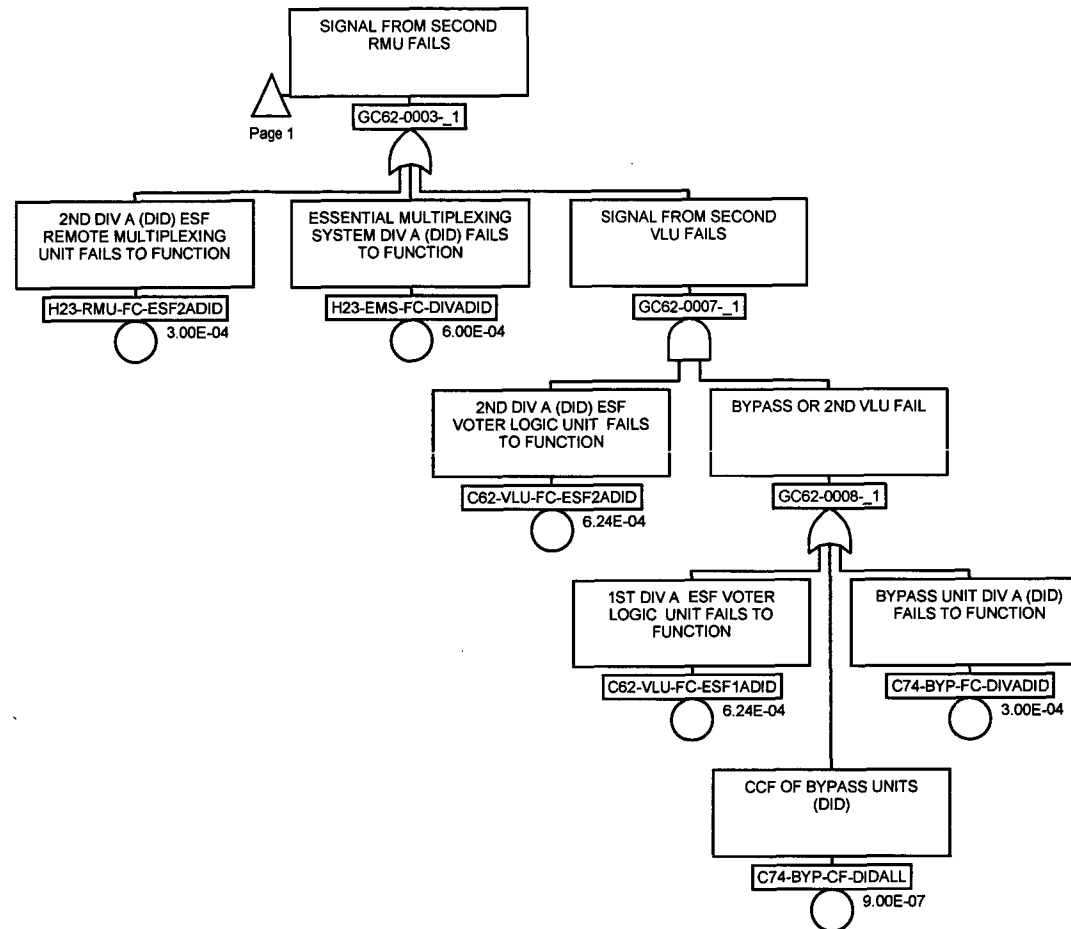 SIGNAL FROM SECOND
RMU FAILS
Page 1
GC62-0003-_1
2ND DIV A (DID) ESF
REMOTE MULTIPLEXING
UNIT FAILS TO FUNCTION
H23-RMU-FC-ESF2ADID
3.00E-04
ESSENTIAL MULTIPLEXING
SYSTEM DIV A (DID) FAILS
TO FUNCTION
H23-EMS-FC-DIVADID
6.00E-04
SIGNAL FROM SECOND
VLU FAILS
GC62-0007-_1
2ND DIV A (DID) ESF
VOTER LOGIC UNIT FAILS
TO FUNCTION
C62-VLU-FC-ESF2ADID
6.24E-04
BYPASS OR 2ND VLU FAIL
GC62-0008-_1
1ST DIV A ESF VOTER
LOGIC UNIT FAILS TO
FUNCTION
C62-VLU-FC-ESF1ADID
6.24E-04
BYPASS UNIT DIV A (DID)
FAILS TO FUNCTION
C74-BYP-FC-DIVADID
3.00E-04
CCF OF BYPASS UNITS
(DID)
C74-BYP-CF-DIDALL
9.00E-07